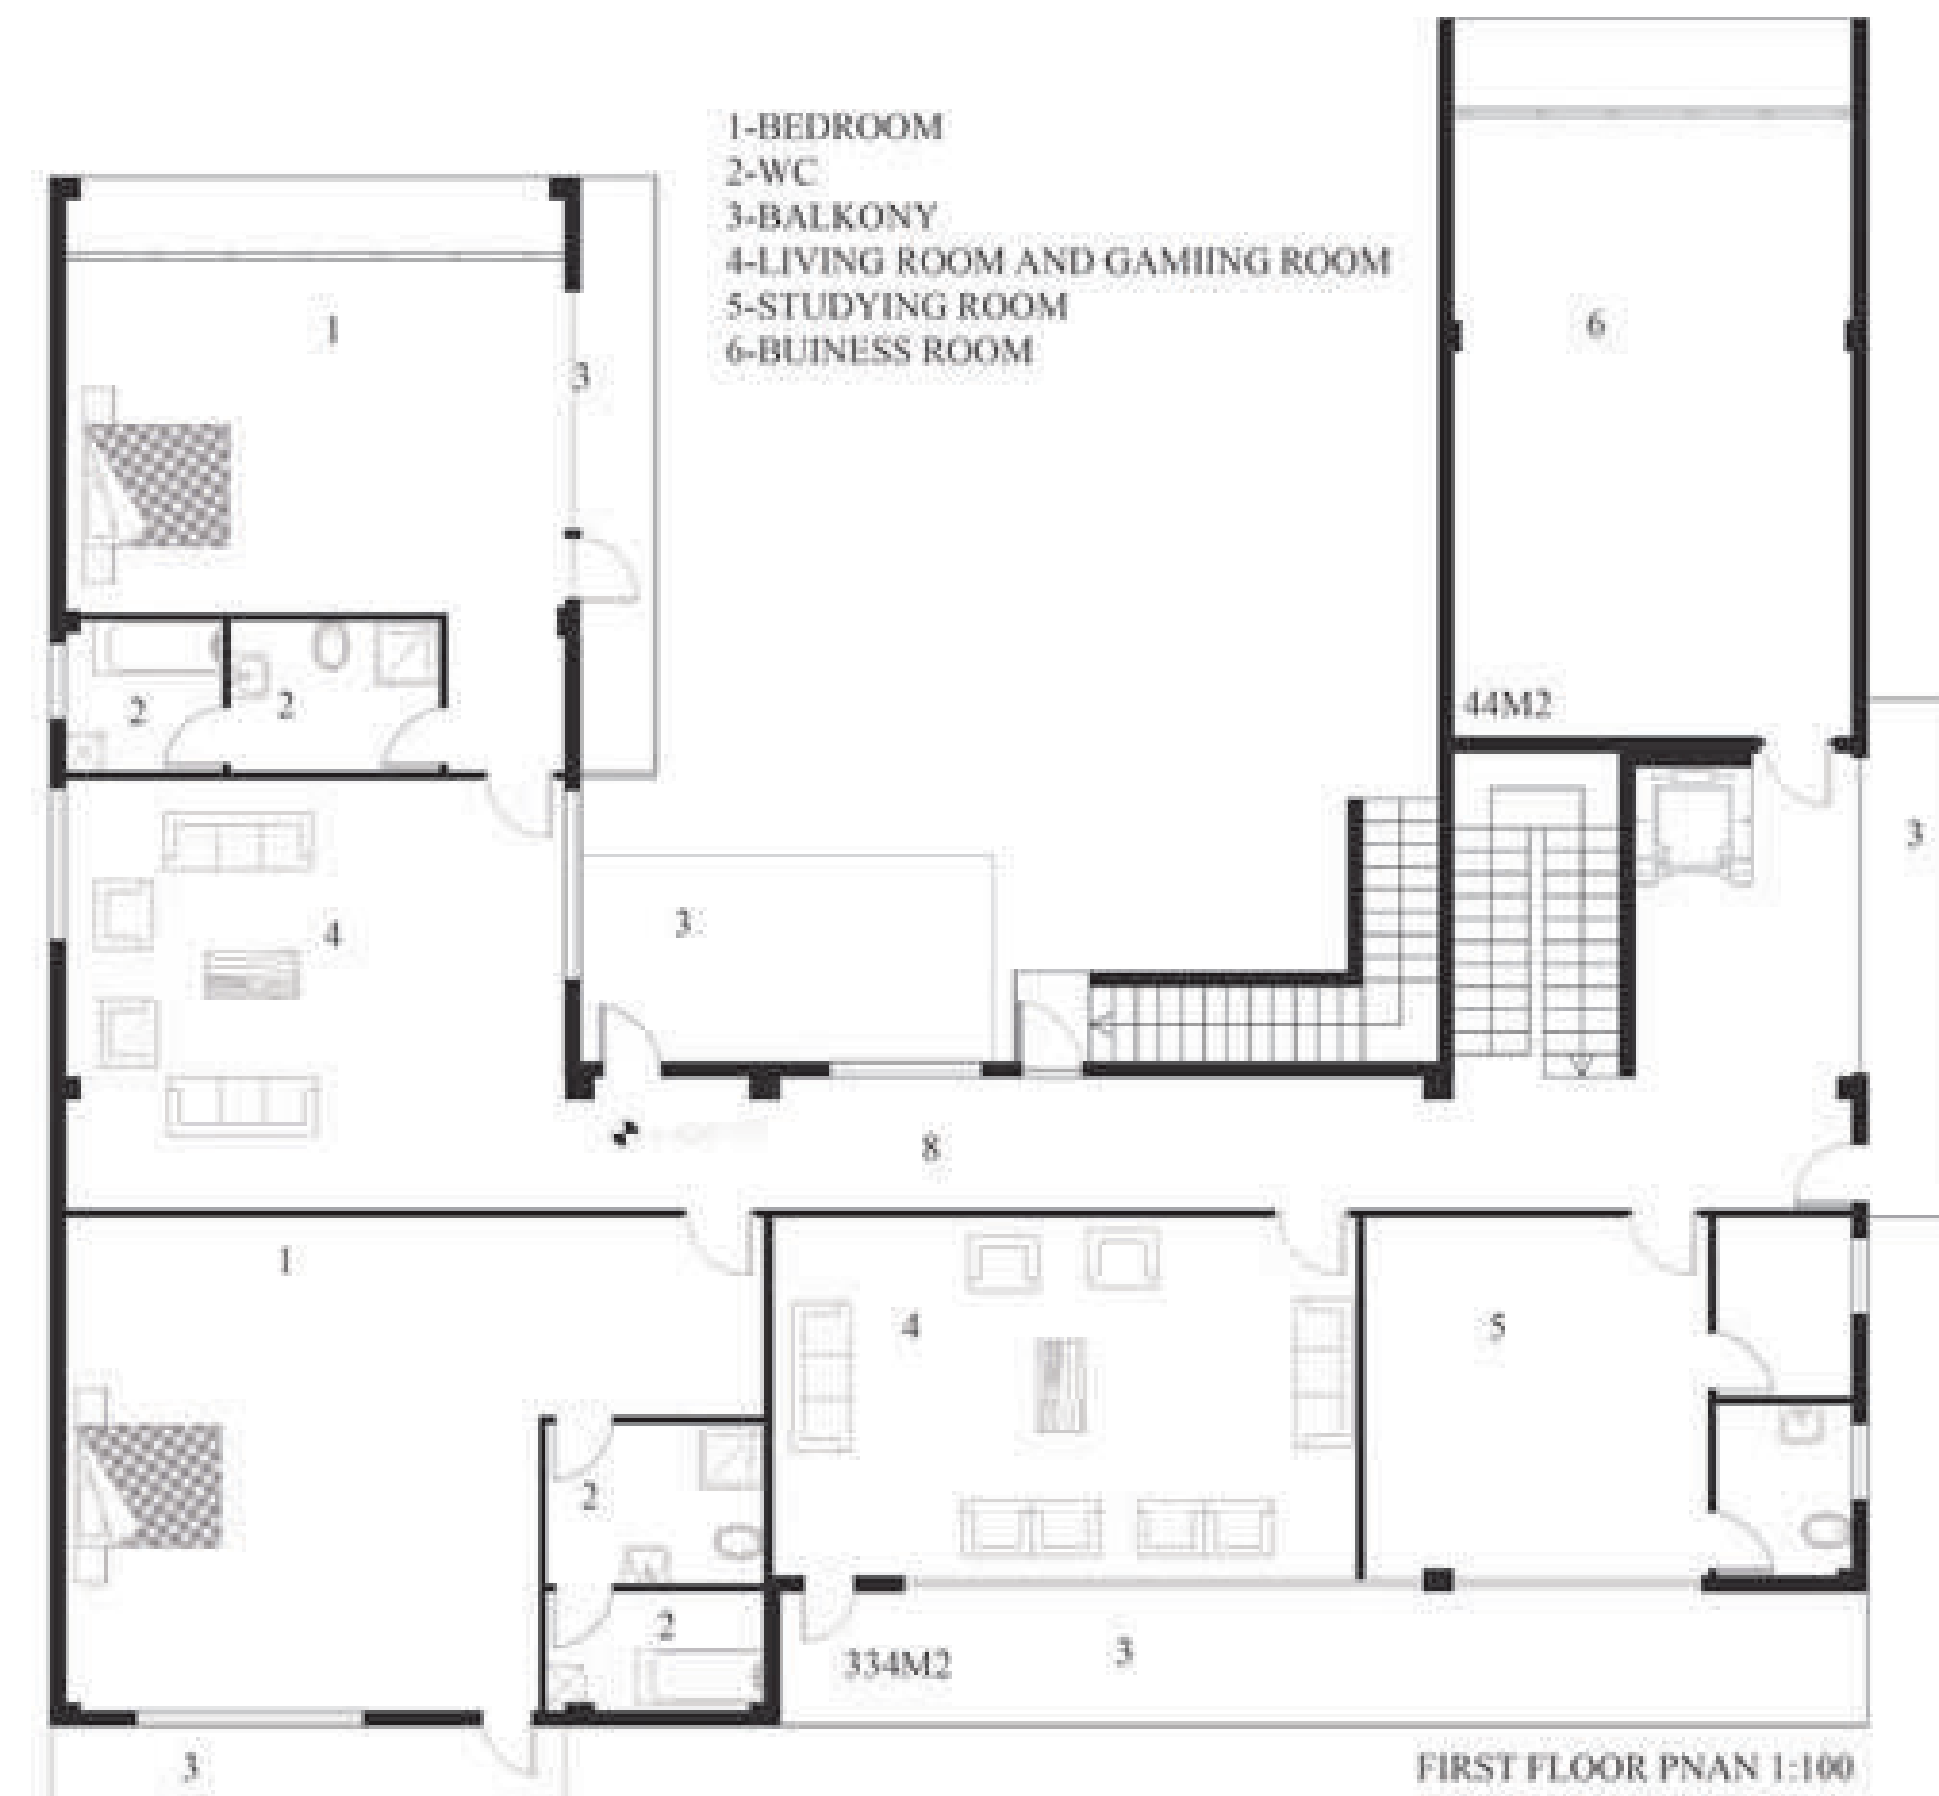 1-BEDROOM
2-WC
3-BALKONY
4-LIVING ROOM AND GAMIING ROOM
5-STUDYING ROOM
6-BUINESS ROOM
1
3
6
2
2
44M2
3
3
4
8
1
4
5
2
2
334M2
3
3
FIRST FLOOR PNAN 1:100